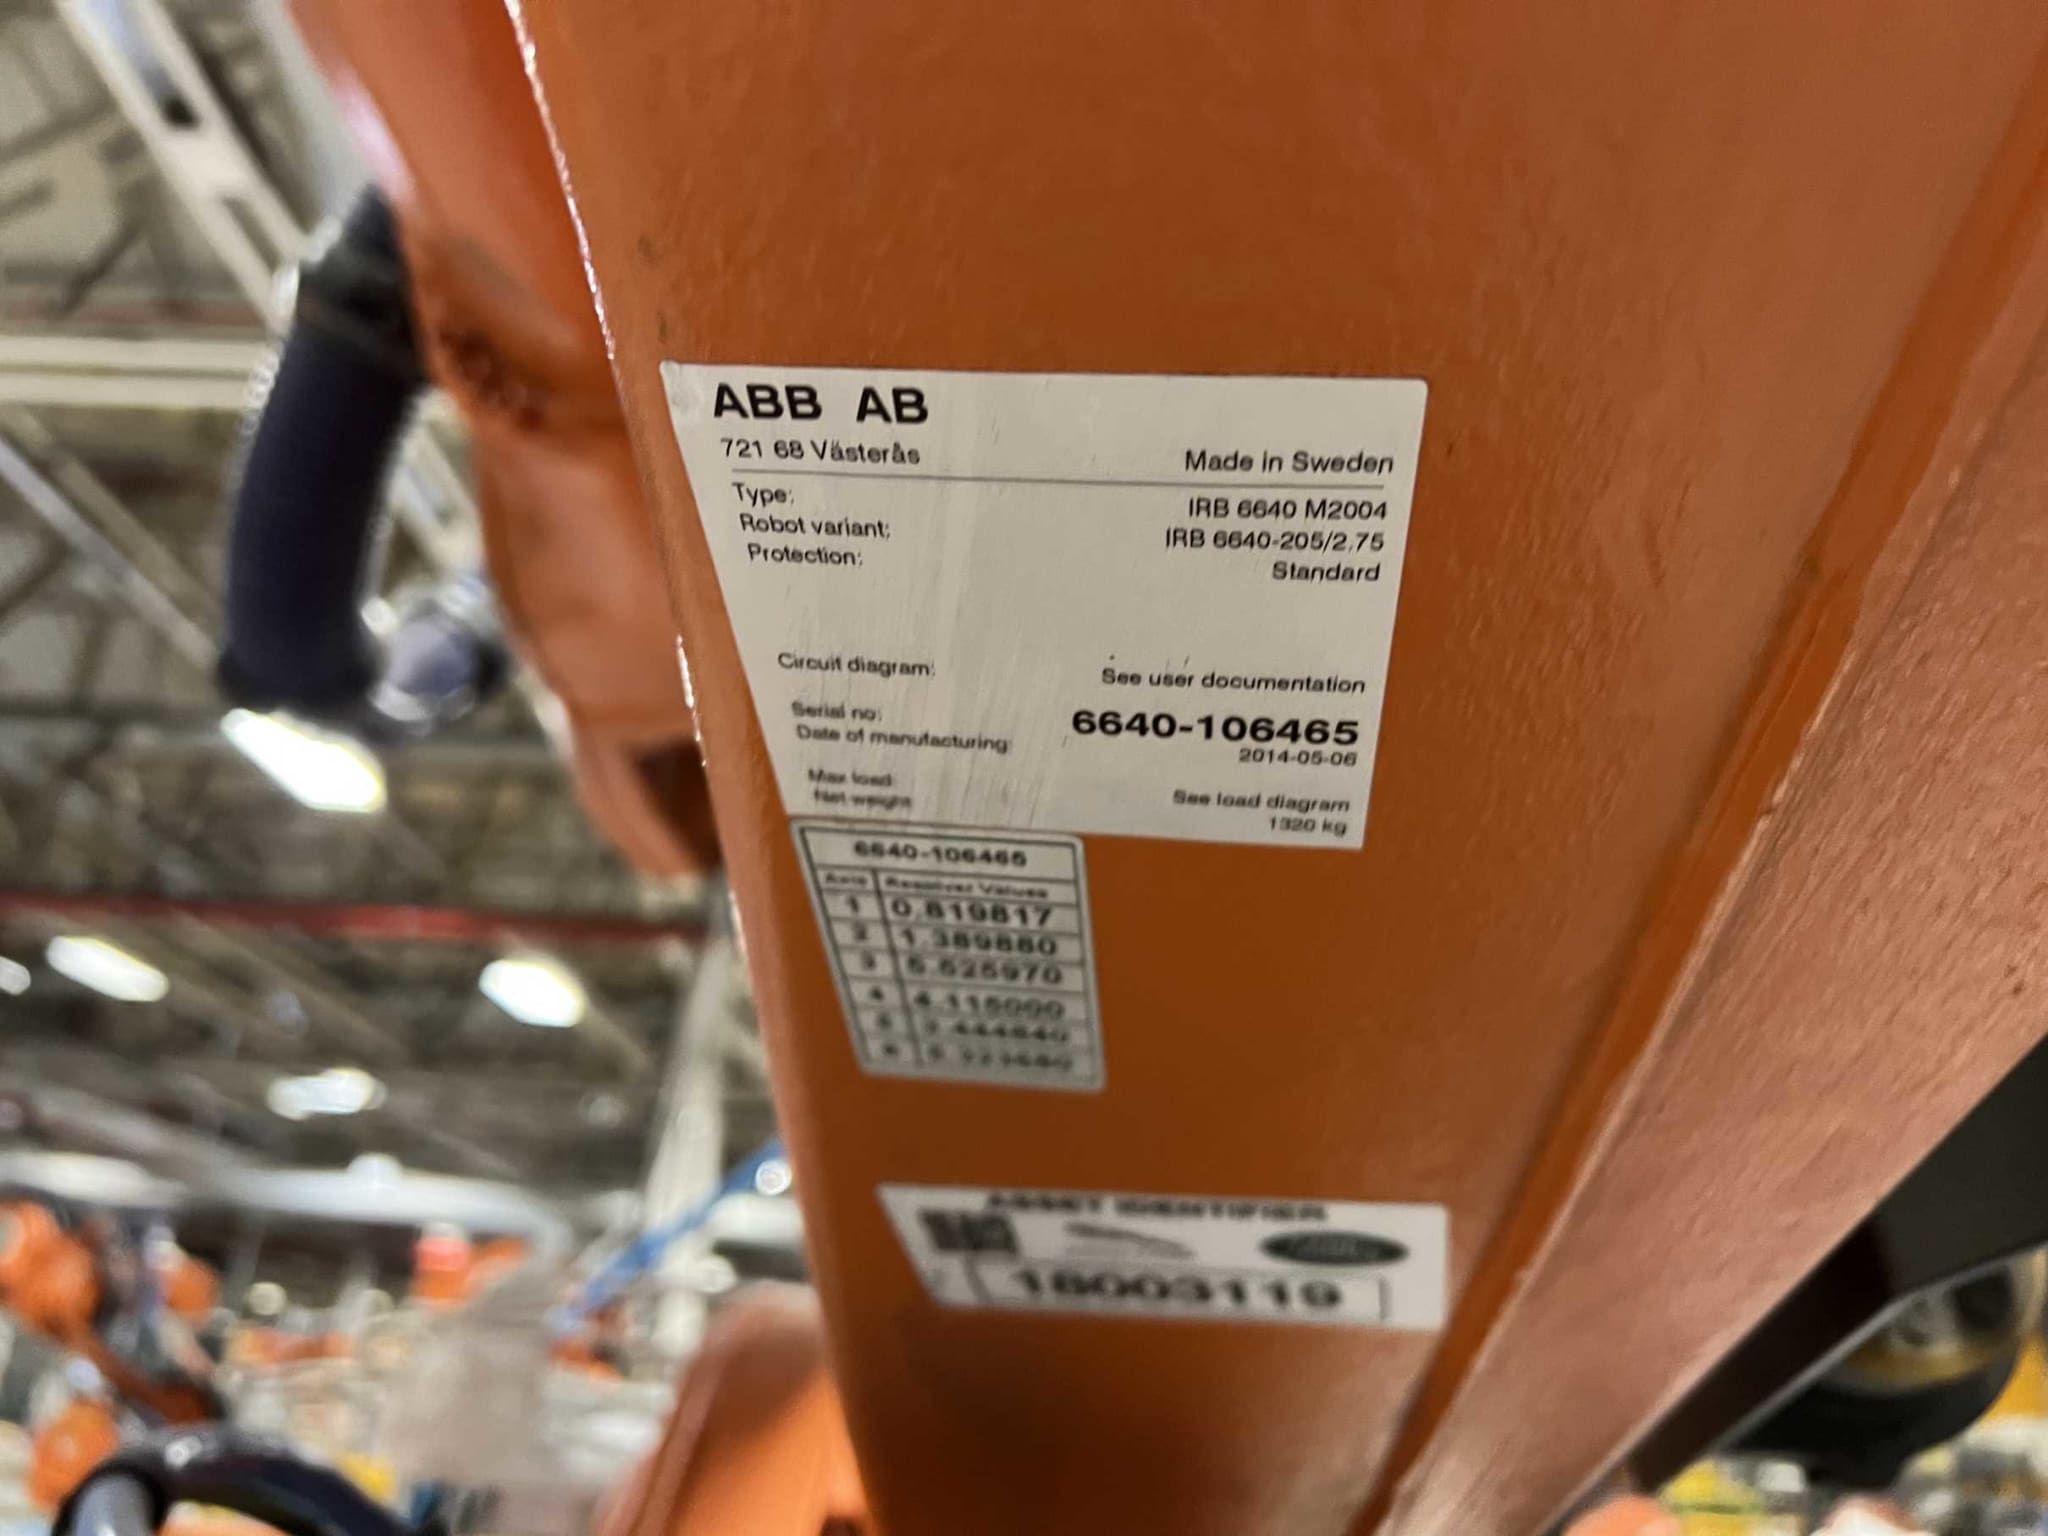 ABB AB
721 68 Västerås
Made in Sweden
Type: IRB 6640 M2004
Robot variant: IRB 6640-205/2.75
Protection: Standard
Circuit diagram: See user documentation
Serial no: 6640-106465
Date of manufacturing: 2014-05-06
Max load: See load diagram
Net weight 1320 kg
6640-106465
Axis Resolver Values
1 0.819817
2 1.389880
3 5.525970
4 4.115000
5
6
ASSET IDENTIFIER
18003119